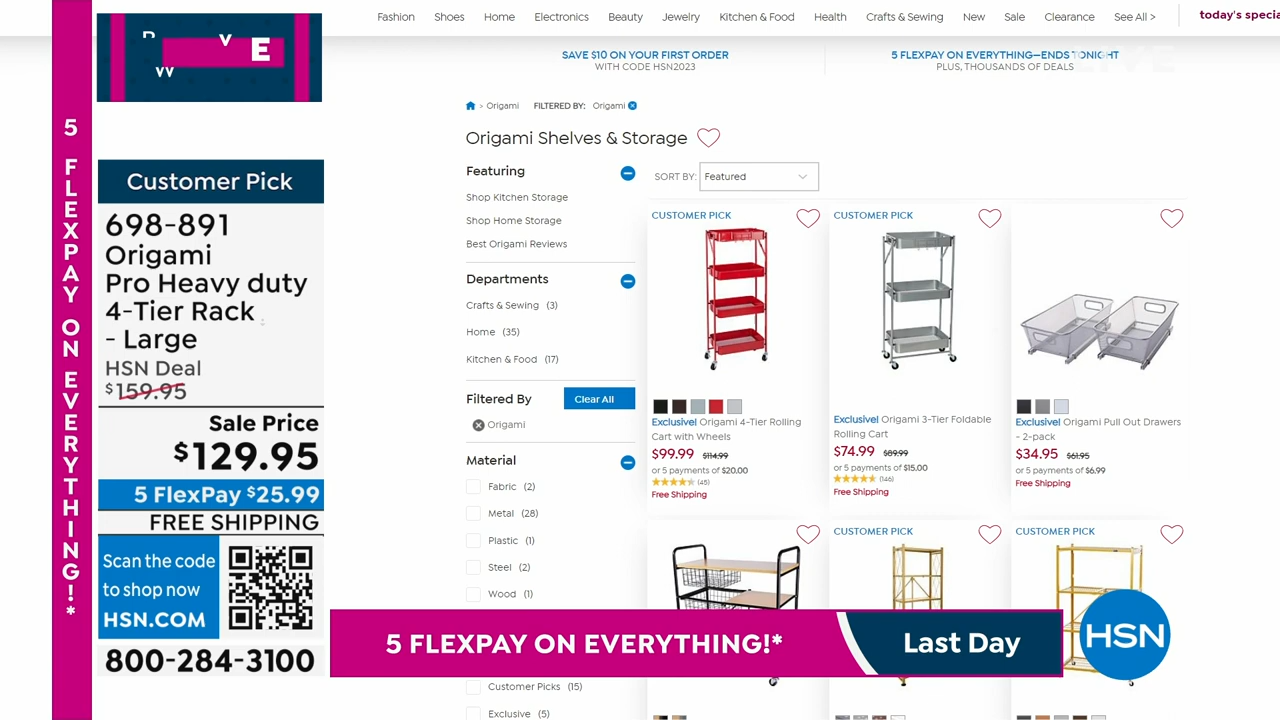 Fashion Shoes Home Electronics Beauty Jewelry Kitchen & Food Health Crafts & Sewing New Sale Clearance See All > today's specia
SAVE $10 ON YOUR FIRST ORDER
WITH CODE HSN2023
5 FLEXPAY ON EVERYTHING—ENDS TONIGHT
PLUS, THOUSANDS OF DEALS
5 FLEXPAY ON EVERYTHING!*
Customer Pick
698-891
Origami
Pro Heavy duty
4-Tier Rack
- Large
HSN Deal
$159.95
Sale Price
$129.95
5 FlexPay $25.99
FREE SHIPPING
Scan the code
to shop now
HSN.COM
800-284-3100
> Origami FILTERED BY: Origami
Origami Shelves & Storage
Featuring
Shop Kitchen Storage
Shop Home Storage
Best Origami Reviews
Departments
Crafts & Sewing (3)
Home (35)
Kitchen & Food (17)
Filtered By Clear All
Origami
Material
Fabric (2)
Metal (28)
Plastic (1)
Steel (2)
Wood (1)
Customer Picks (15)
Exclusive (5)
SORT BY: Featured
CUSTOMER PICK
Exclusive! Origami 4-Tier Rolling
Cart with Wheels
$99.99 $114.99
or 5 payments of $20.00
(45)
Free Shipping
CUSTOMER PICK
Exclusive! Origami 3-Tier Foldable
Rolling Cart
$74.99 $89.99
or 5 payments of $15.00
(146)
Free Shipping
Exclusive! Origami Pull Out Drawers
- 2-pack
$34.95 $61.95
or 5 payments of $6.99
Free Shipping
CUSTOMER PICK
CUSTOMER PICK
5 FLEXPAY ON EVERYTHING!* Last Day
HSN